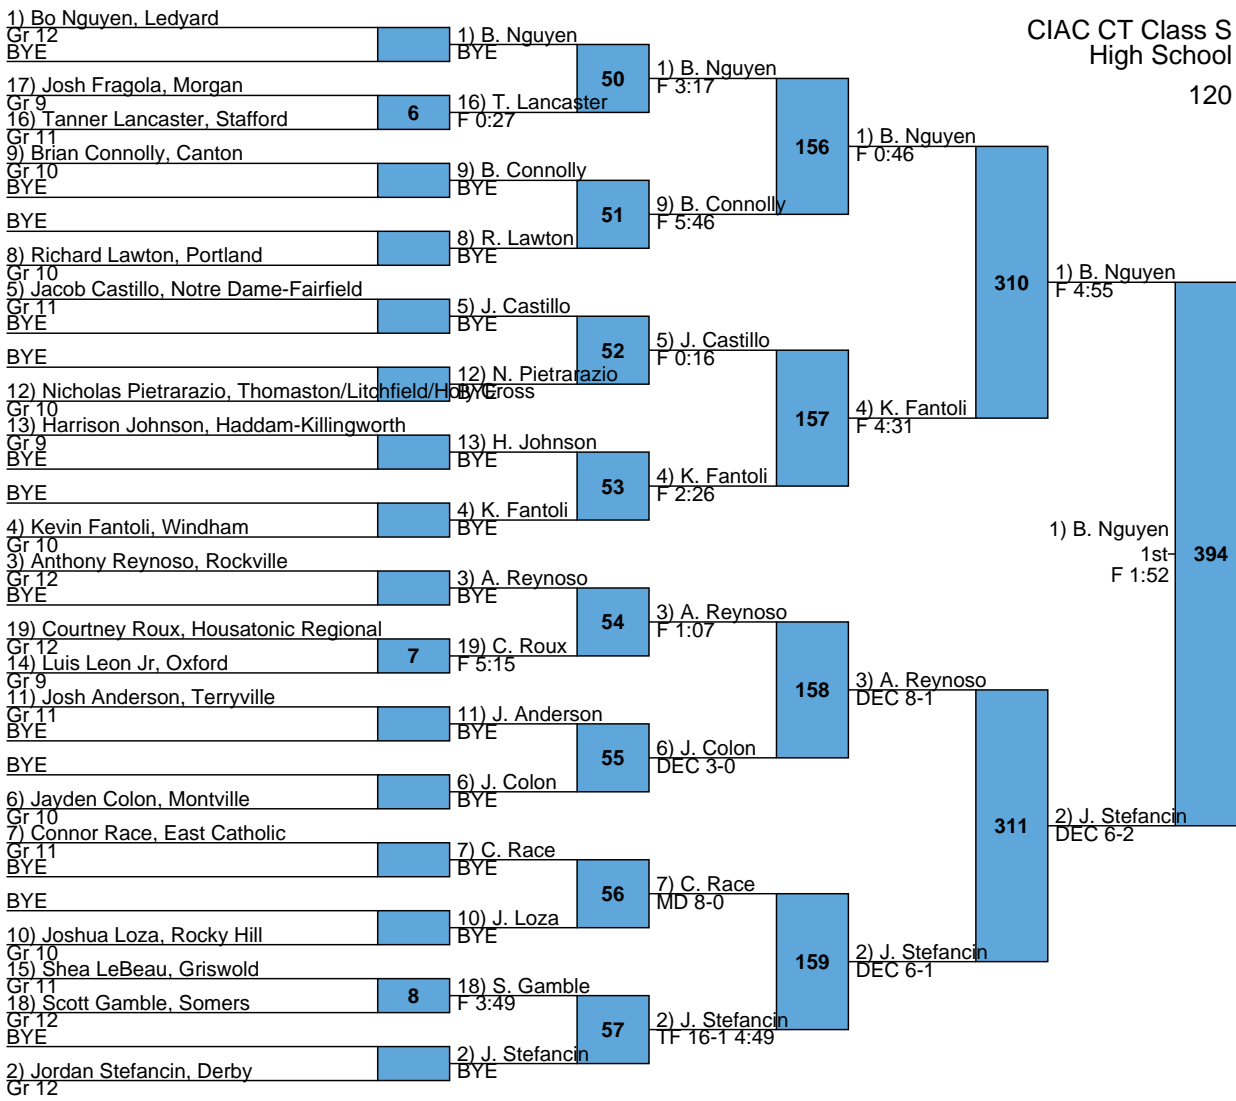 CIAC CT Class S
High School
120
1) Bo Nguyen, Ledyard
Gr 12
BYE
17) Josh Fragola, Morgan
Gr 9
16) Tanner Lancaster, Stafford
Gr 11
9) Brian Connolly, Canton
Gr 10
BYE
BYE
8) Richard Lawton, Portland
Gr 10
5) Jacob Castillo, Notre Dame-Fairfield
Gr 11
BYE
BYE
12) Nicholas Pietrarazio, Thomaston/Litchfield/Holy Cross
Gr 10
13) Harrison Johnson, Haddam-Killingworth
Gr 9
BYE
BYE
4) Kevin Fantoli, Windham
Gr 10
3) Anthony Reynoso, Rockville
Gr 12
BYE
19) Courtney Roux, Housatonic Regional
Gr 12
14) Luis Leon Jr, Oxford
Gr 9
11) Josh Anderson, Terryville
Gr 11
BYE
BYE
6) Jayden Colon, Montville
Gr 10
7) Connor Race, East Catholic
Gr 11
BYE
BYE
10) Joshua Loza, Rocky Hill
Gr 10
15) Shea LeBeau, Griswold
Gr 11
18) Scott Gamble, Somers
Gr 12
BYE
2) Jordan Stefancin, Derby
Gr 12
6
7
8
1) B. Nguyen
BYE
16) T. Lancaster
F 0:27
9) B. Connolly
BYE
8) R. Lawton
BYE
5) J. Castillo
BYE
12) N. Pietrarazio
BYE
13) H. Johnson
BYE
4) K. Fantoli
BYE
3) A. Reynoso
BYE
19) C. Roux
F 5:15
11) J. Anderson
BYE
6) J. Colon
BYE
7) C. Race
BYE
10) J. Loza
BYE
18) S. Gamble
F 3:49
2) J. Stefancin
BYE
50
51
52
53
54
55
56
57
1) B. Nguyen
F 3:17
9) B. Connolly
F 5:46
5) J. Castillo
F 0:16
4) K. Fantoli
F 2:26
3) A. Reynoso
F 1:07
6) J. Colon
DEC 3-0
7) C. Race
MD 8-0
2) J. Stefancin
TF 16-1 4:49
156
157
158
159
1) B. Nguyen
F 0:46
4) K. Fantoli
F 4:31
3) A. Reynoso
DEC 8-1
2) J. Stefancin
DEC 6-1
310
311
1) B. Nguyen
F 4:55
2) J. Stefancin
DEC 6-2
1) B. Nguyen
1st
F 1:52
394